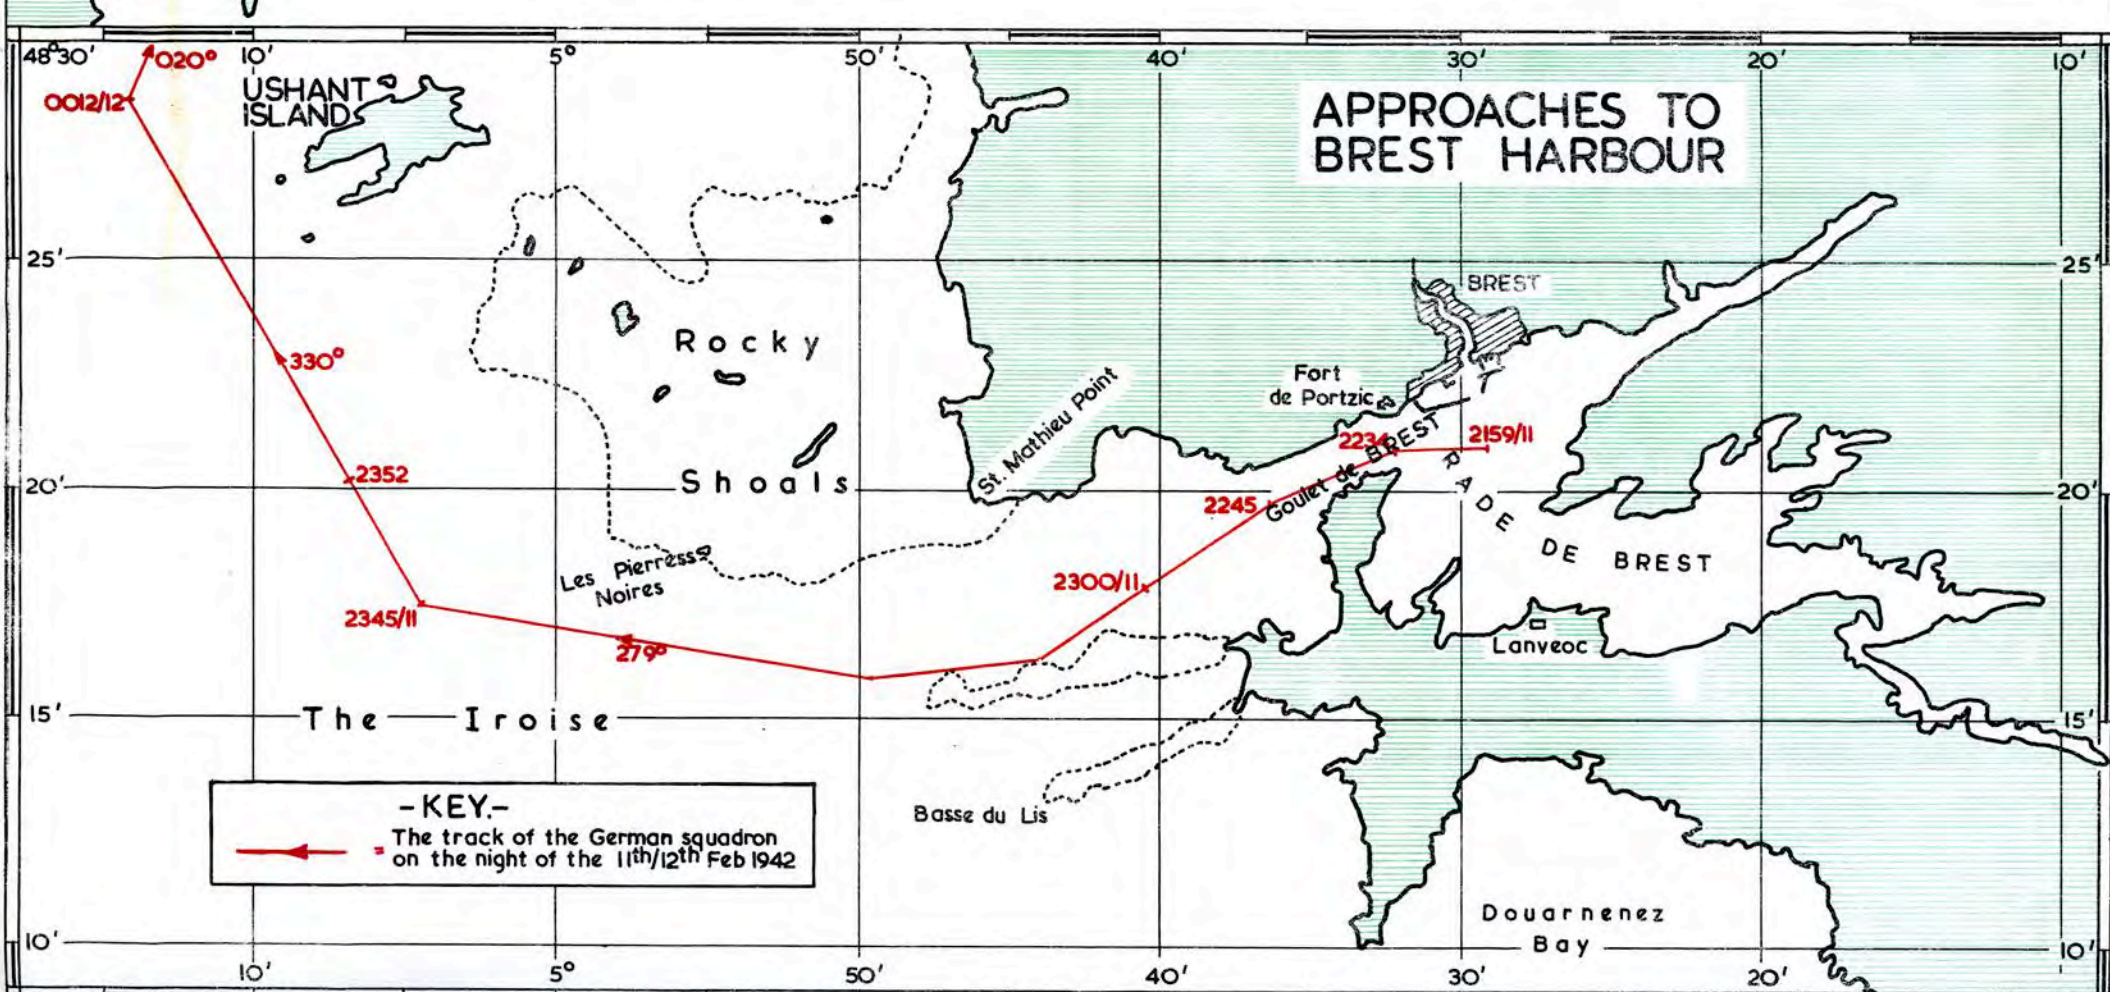 48°30'
10'
5°
50'
40'
30'
20'
10'
020°
0012/12
USHANT
ISLAND
APPROACHES TO
BREST HARBOUR
25'
25'
BREST
330°
Rocky
Fort
de Portzic
St. Mathieu Point
2234
2159/11
Goulet de BREST
2352
20'
Shoals
20'
2245
RADE DE BREST
Les Pierress
Noires
2300/11
2345/11
279°
Lanveoc
15'
The Iroise
15'
-KEY.-
= The track of the German squadron
on the night of the 11th/12th Feb 1942
Basse du Lis
Douarnenez
Bay
10'
10'
10'
5°
50'
40'
30'
20'